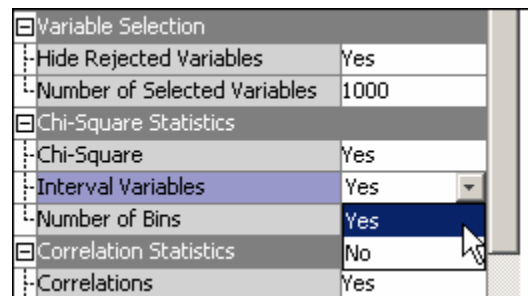 Variable Selection
Hide Rejected Variables Yes
Number of Selected Variables 1000
Chi-Square Statistics
Chi-Square Yes
Interval Variables Yes
Number of Bins Yes
Correlation Statistics No
Correlations Yes